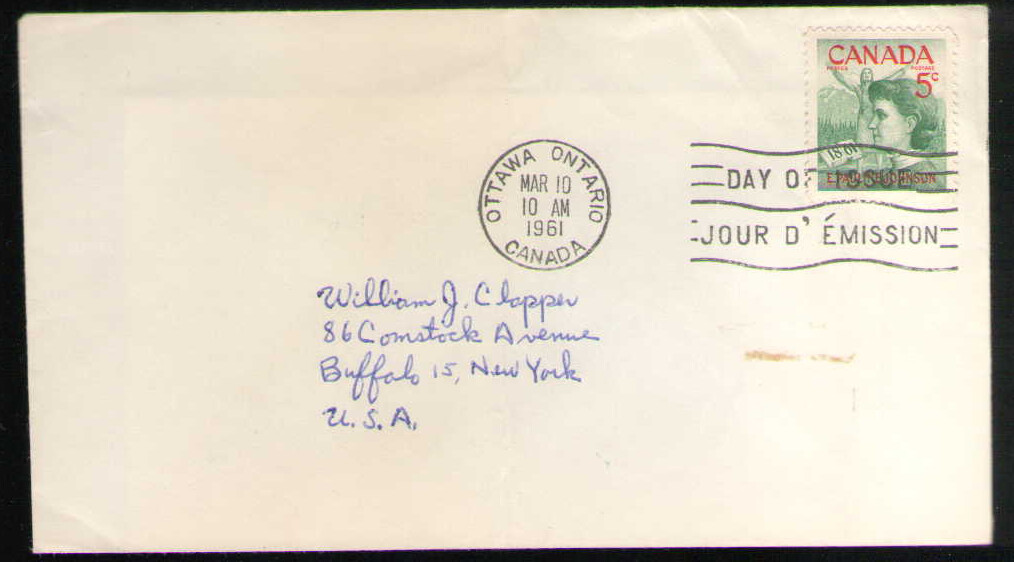 CANADA
POSTES POSTAGE
5c
1861
E. PAULINE JOHNSON
OTTAWA ONTARIO
MAR 10
10 AM
1961
CANADA
DAY OF ISSUE
JOUR D' ÉMISSION
William J. Clapper
86 Comstock Avenue
Buffalo 15, New York
U. S. A.